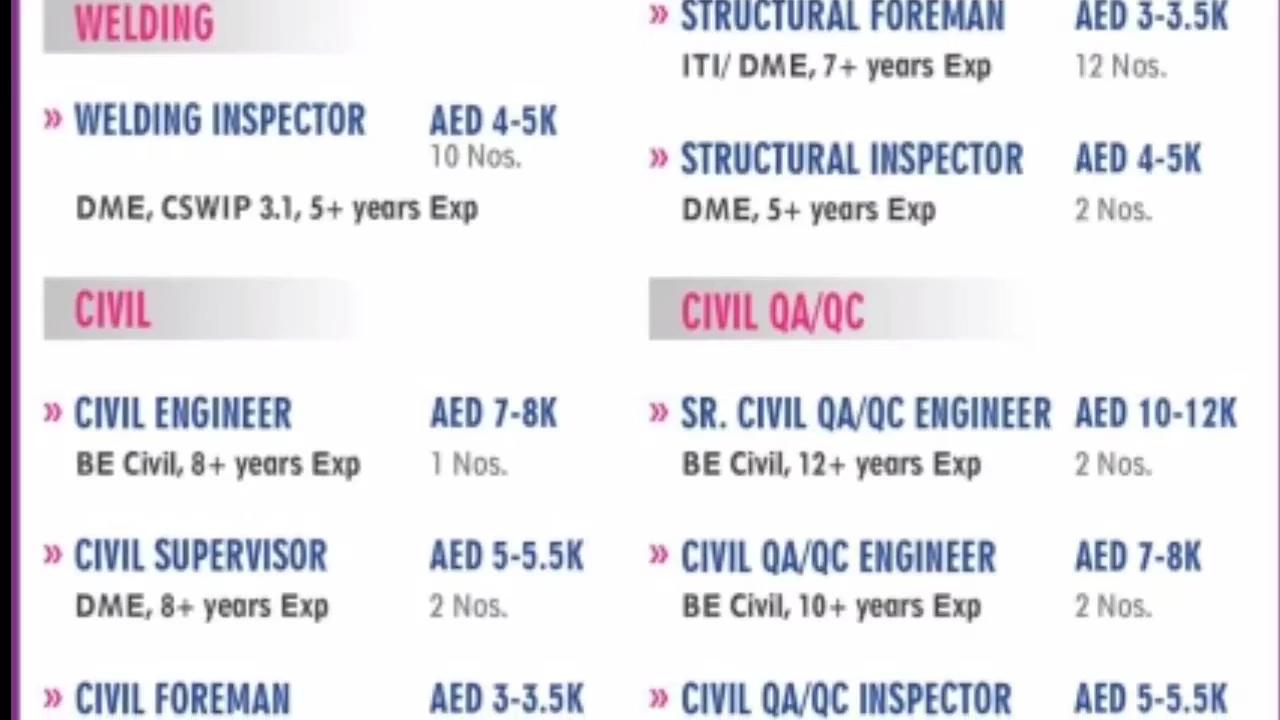 WELDING
» WELDING INSPECTOR AED 4-5K
10 Nos.
DME, CSWIP 3.1, 5+ years Exp
CIVIL
» CIVIL ENGINEER AED 7-8K
BE Civil, 8+ years Exp 1 Nos.
» CIVIL SUPERVISOR AED 5-5.5K
DME, 8+ years Exp 2 Nos.
» CIVIL FOREMAN AED 3-3.5K
» STRUCTURAL FOREMAN AED 3-3.5K
ITI/ DME, 7+ years Exp 12 Nos.
» STRUCTURAL INSPECTOR AED 4-5K
DME, 5+ years Exp 2 Nos.
CIVIL QA/QC
» SR. CIVIL QA/QC ENGINEER AED 10-12K
BE Civil, 12+ years Exp 2 Nos.
» CIVIL QA/QC ENGINEER AED 7-8K
BE Civil, 10+ years Exp 2 Nos.
» CIVIL QA/QC INSPECTOR AED 5-5.5K